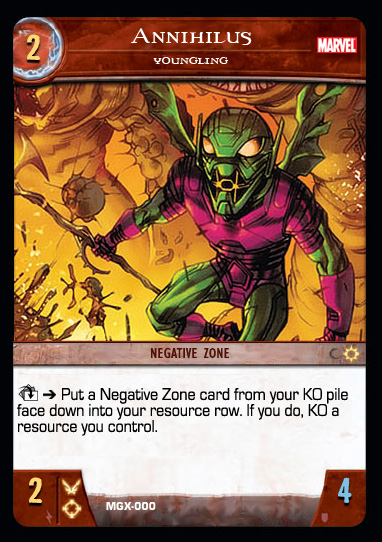 2
ANNIHILUS
MARVEL
YOUNGLING
NEGATIVE ZONE
C
➔ Put a Negative Zone card from your KO pile
face down into your resource row. If you do, KO a
resource you control.
2
MGX-000
4